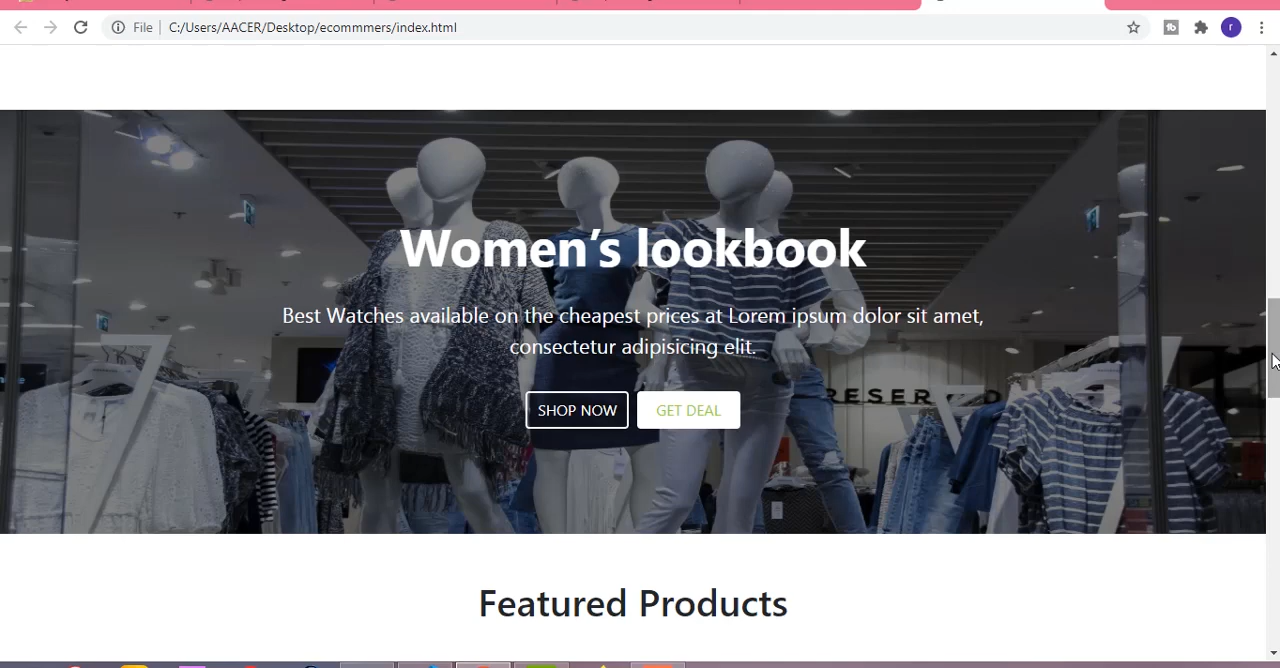 File
C:/Users/AACER/Desktop/ecommmers/index.html
r
Women's lookbook
Best Watches available on the cheapest prices at Lorem ipsum dolor sit amet,
consectetur adipisicing elit.
RESERVED
SHOP NOW
GET DEAL
Featured Products